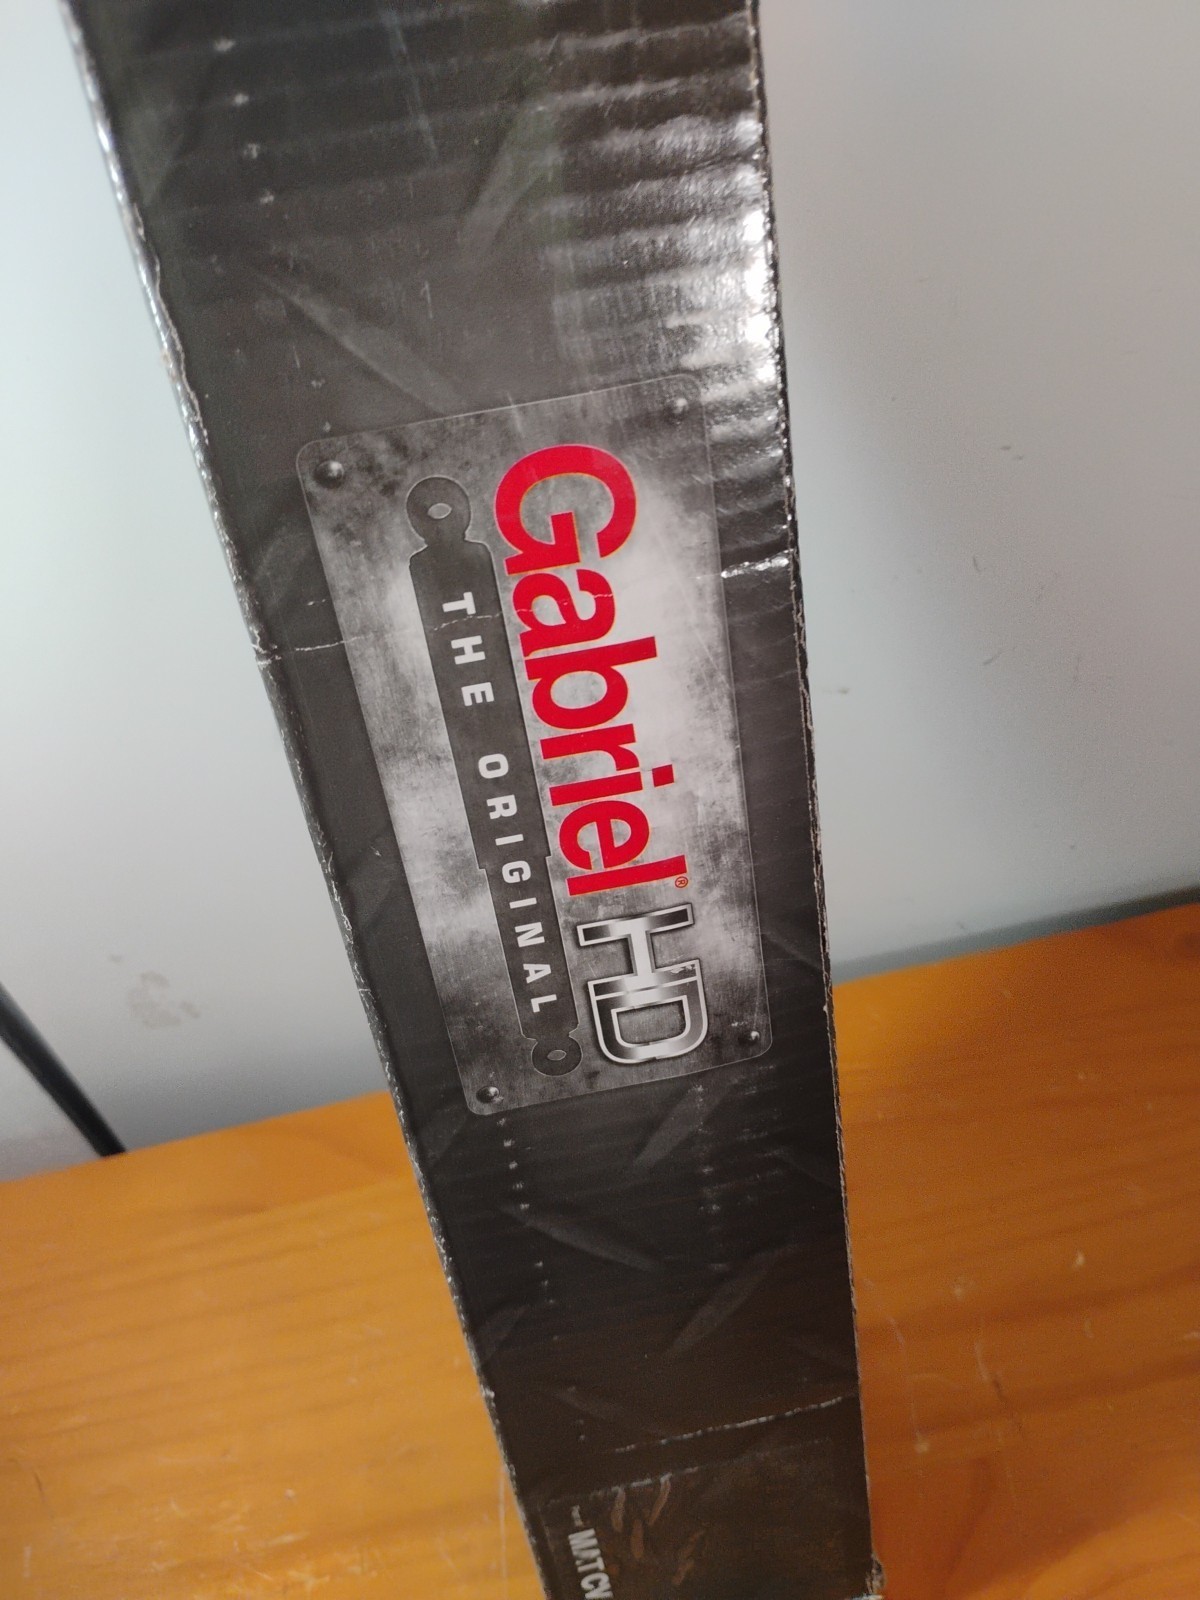 Gabriel® HD
THE ORIGINAL